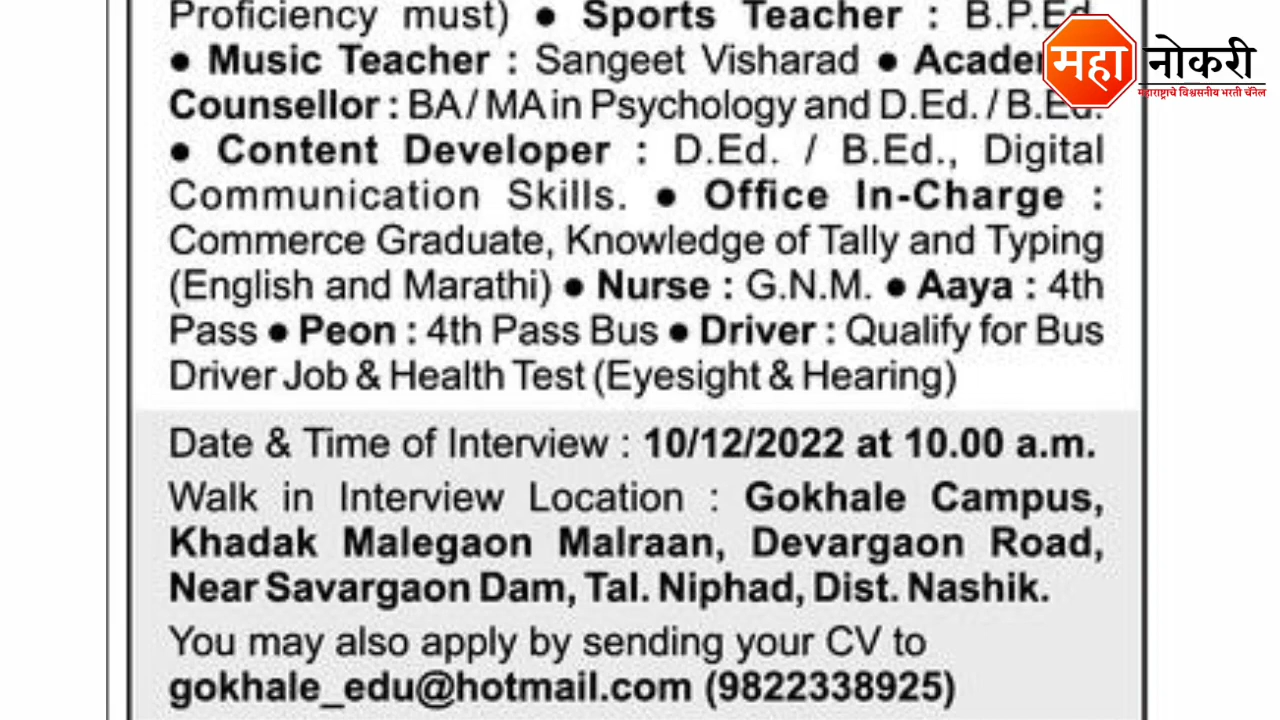 Proficiency must) ● Sports Teacher : B.P.Ed.
● Music Teacher : Sangeet Visharad ●
Counsellor : BA / MA in Psychology and D.Ed. / B.Ed.
● Content Developer : D.Ed. / B.Ed., Digital
Communication Skills. ● Office In-Charge :
Commerce Graduate, Knowledge of Tally and Typing
(English and Marathi) ● Nurse : G.N.M. ● Aaya : 4th
Pass ● Peon : 4th Pass Bus ● Driver : Qualify for Bus
Driver Job & Health Test (Eyesight & Hearing)
Date & Time of Interview : 10/12/2022 at 10.00 a.m.
Walk in Interview Location : Gokhale Campus,
Khadak Malegaon Malraan, Devargaon Road,
Near Savargaon Dam, Tal. Niphad, Dist. Nashik.
You may also apply by sending your CV to
gokhale_edu@hotmail.com (9822338925)
महा नोकरी
महाराष्ट्राचे विश्वसनीय भरती चॅनेल